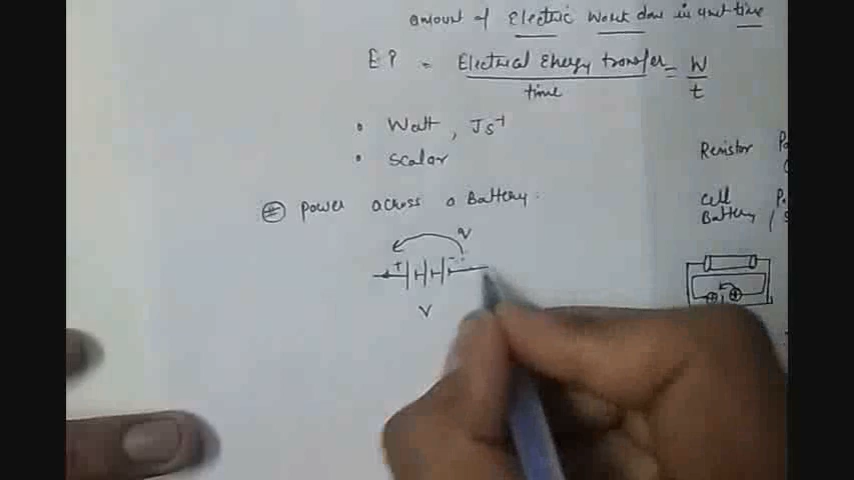 amount of Electric Work done in unit time
E P = Electrical Energy transfer = W
time t
• Watt, JS⁻¹
• Scalar
# Power across a Battery.
q
+ -
V
Resistor
Cell
Battery
+ +